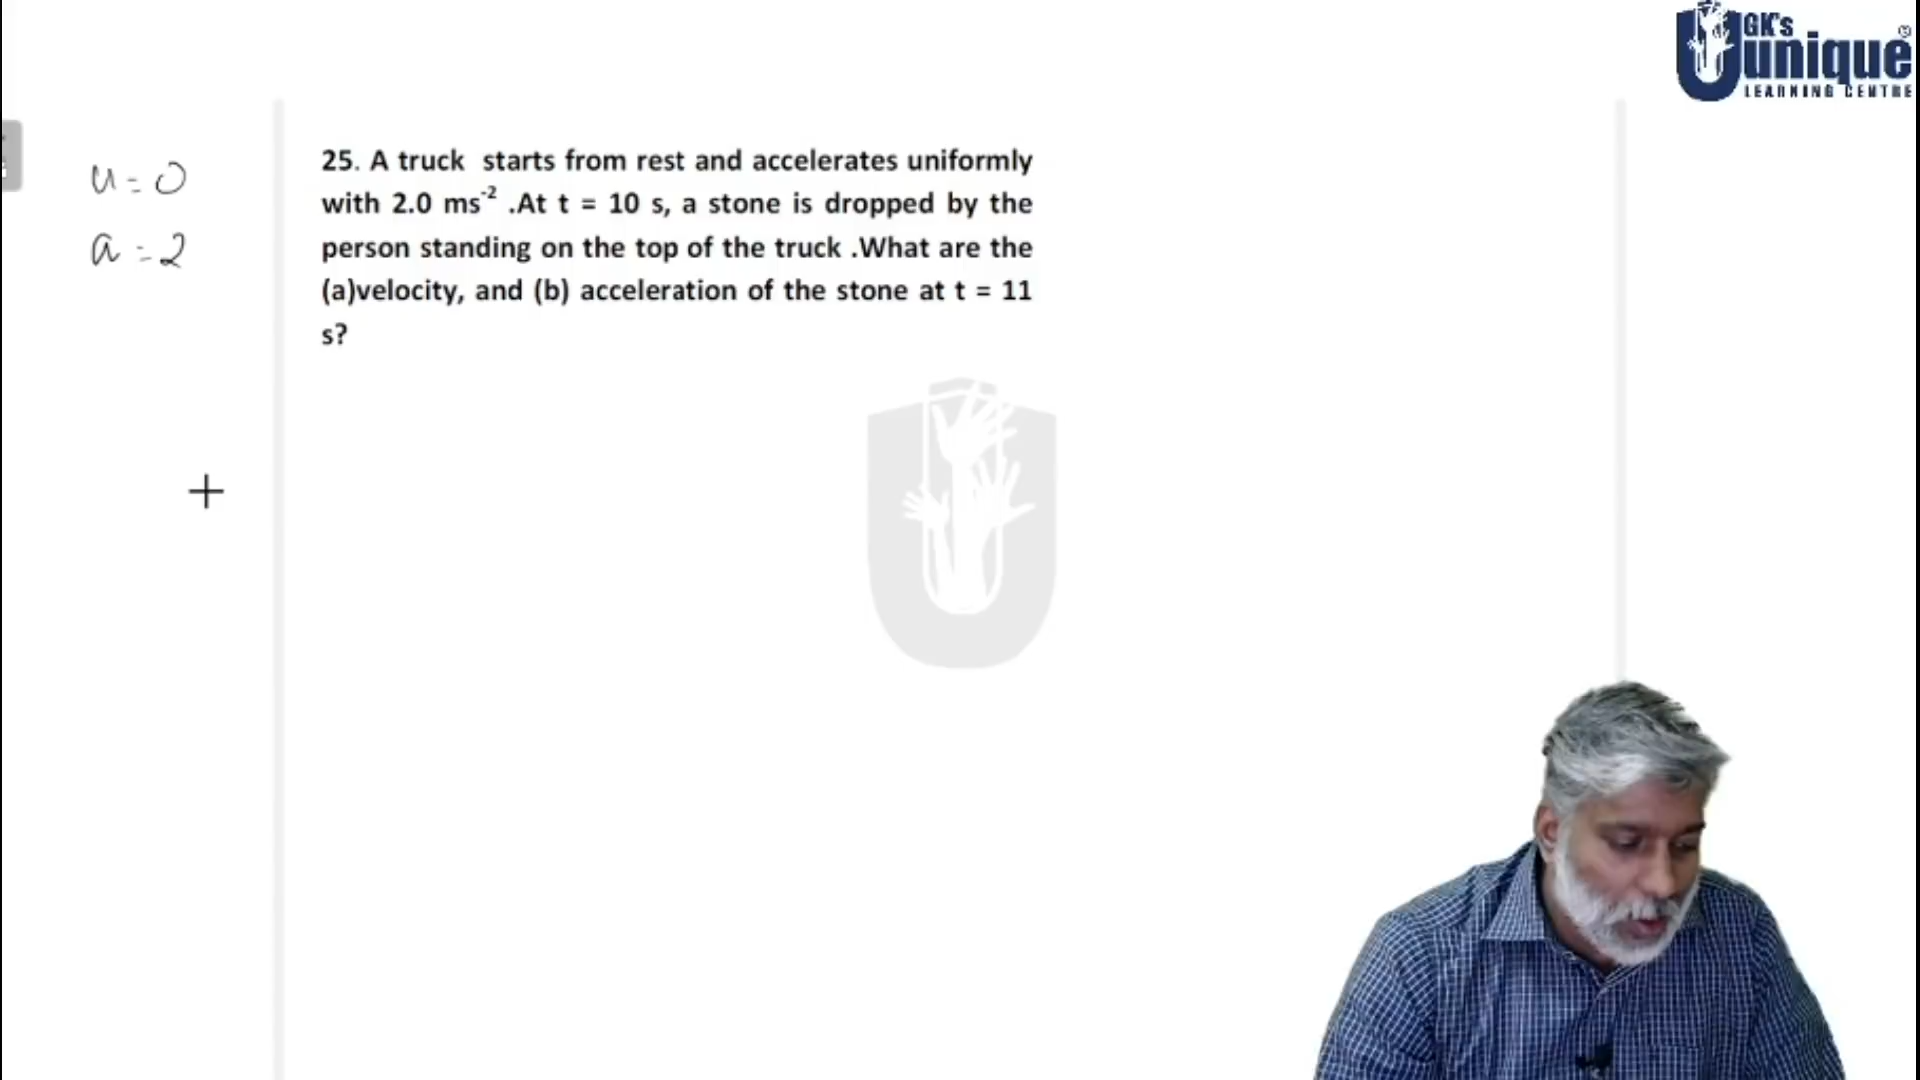 GK's
unique
LEARNING CENTRE
u = 0
a = 2
25. A truck starts from rest and accelerates uniformly
with 2.0 ms⁻² .At t = 10 s, a stone is dropped by the
person standing on the top of the truck .What are the
(a)velocity, and (b) acceleration of the stone at t = 11
s?